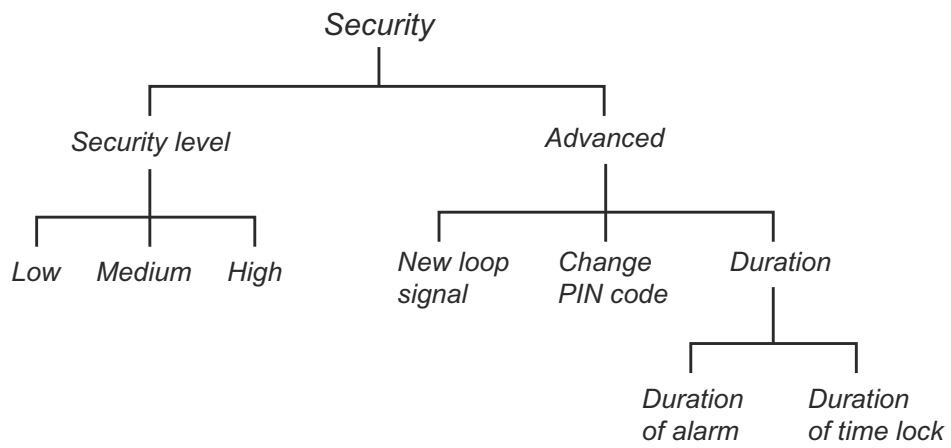 Security
Security level
Advanced
Low
Medium
High
New loop
signal
Change
PIN code
Duration
Duration
of alarm
Duration
of time lock